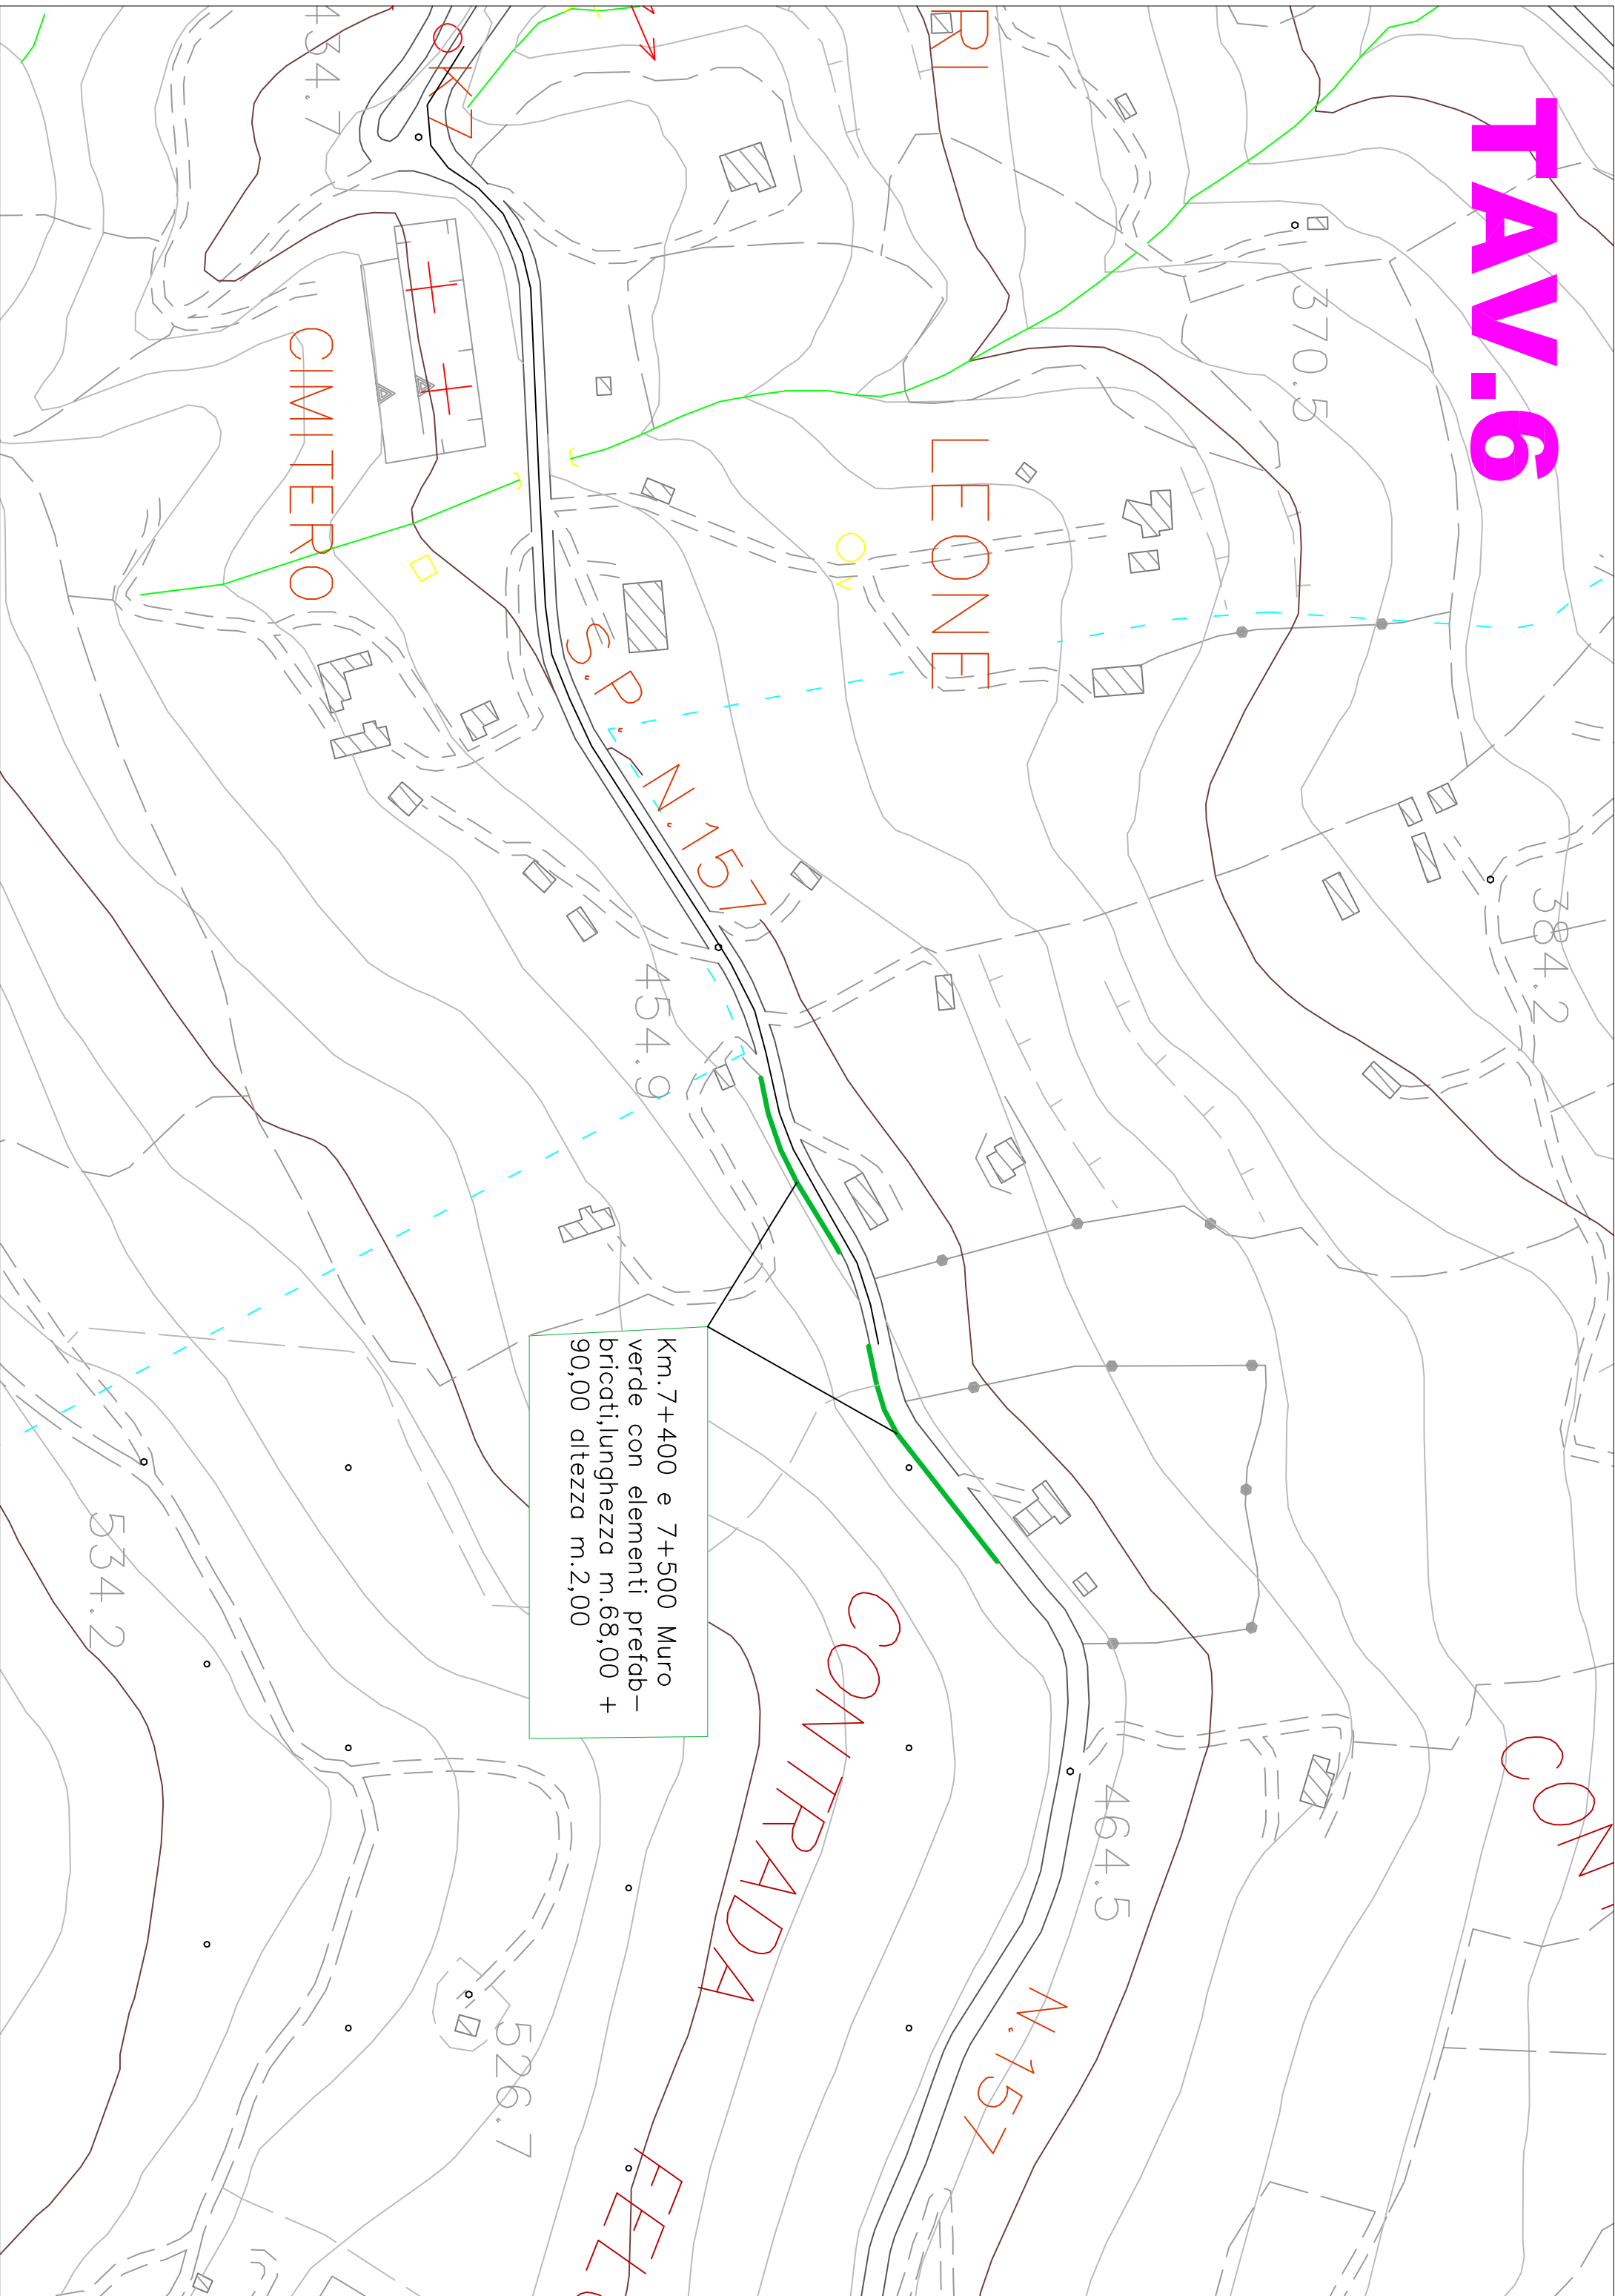 TAV.6
370.5
384.2
LEONE
CIMITERO
S.P. N.157
454.9
Km.7+400 e 7+500 Muro
verde con elementi prefab-
bricati,lunghezza m.68,00 +
90,00 altezza m.2,00
CONTRADA
464.5
N.157
534.2
526.7